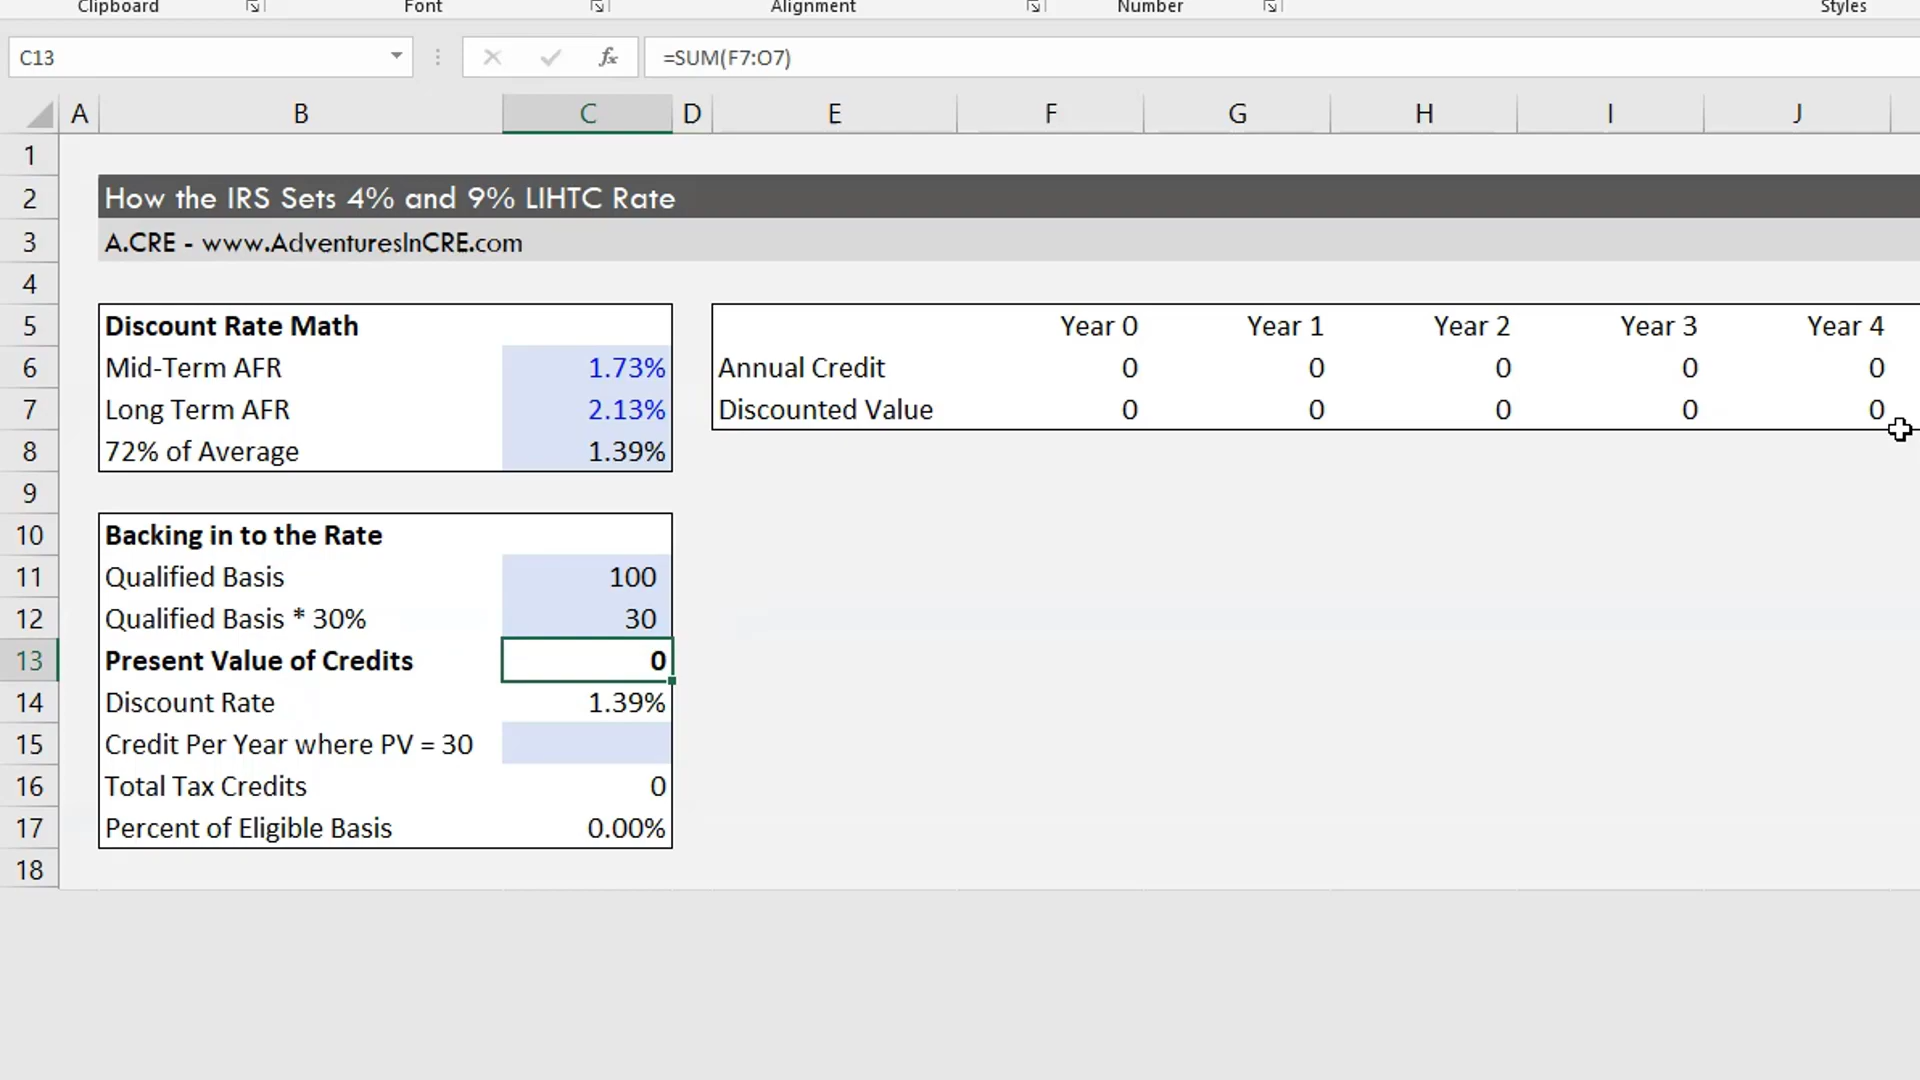 Clipboard Font Alignment Number Styles
C13 fx =SUM(F7:O7)
A B C D E F G H I J
1
2 How the IRS Sets 4% and 9% LIHTC Rate
3 A.CRE - www.AdventuresInCRE.com
4
5 Discount Rate Math Year 0 Year 1 Year 2 Year 3 Year 4
6 Mid-Term AFR 1.73% Annual Credit 0 0 0 0 0
7 Long Term AFR 2.13% Discounted Value 0 0 0 0 0
8 72% of Average 1.39%
9
10 Backing in to the Rate
11 Qualified Basis 100
12 Qualified Basis * 30% 30
13 Present Value of Credits 0
14 Discount Rate 1.39%
15 Credit Per Year where PV = 30
16 Total Tax Credits 0
17 Percent of Eligible Basis 0.00%
18